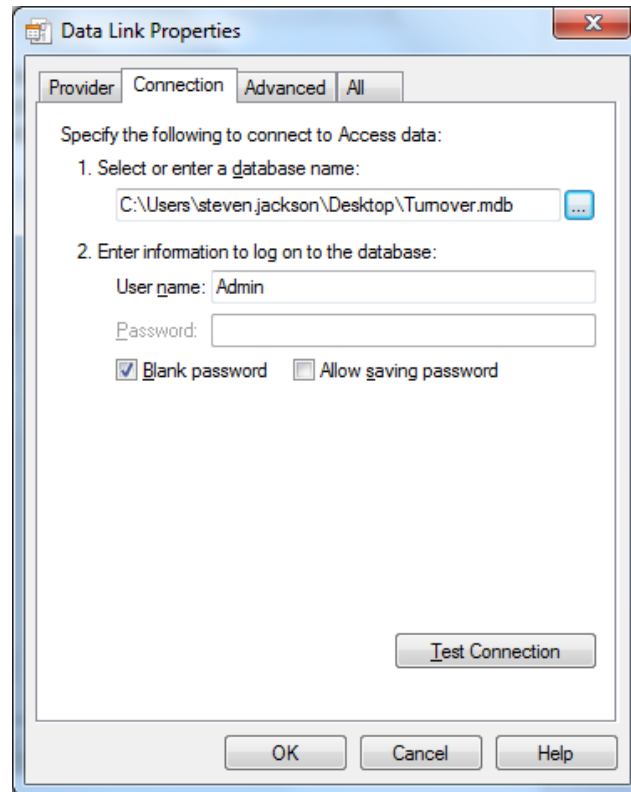 Data Link Properties
Provider Connection Advanced All
Specify the following to connect to Access data:
1. Select or enter a database name:
C:\Users\steven.jackson\Desktop\Turnover.mdb ...
2. Enter information to log on to the database:
User name: Admin
Password:
Blank password Allow saving password
Test Connection
OK Cancel Help